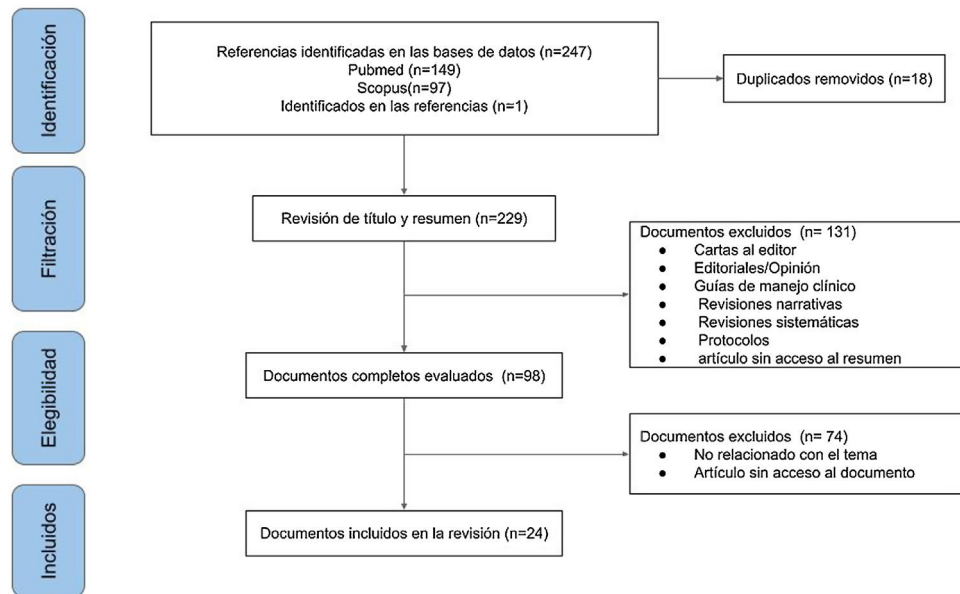 Identificación
Referencias identificadas en las bases de datos (n=247)
Pubmed (n=149)
Scopus(n=97)
Identificados en las referencias (n=1)
Duplicados removidos (n=18)
Filtración
Revisión de título y resumen (n=229)
Documentos excluidos (n= 131)
● Cartas al editor
● Editoriales/Opinión
● Guías de manejo clínico
● Revisiones narrativas
● Revisiones sistemáticas
● Protocolos
● artículo sin acceso al resumen
Elegibilidad
Documentos completos evaluados (n=98)
Documentos excluidos (n= 74)
● No relacionado con el tema
● Artículo sin acceso al documento
Incluidos
Documentos incluidos en la revisión (n=24)